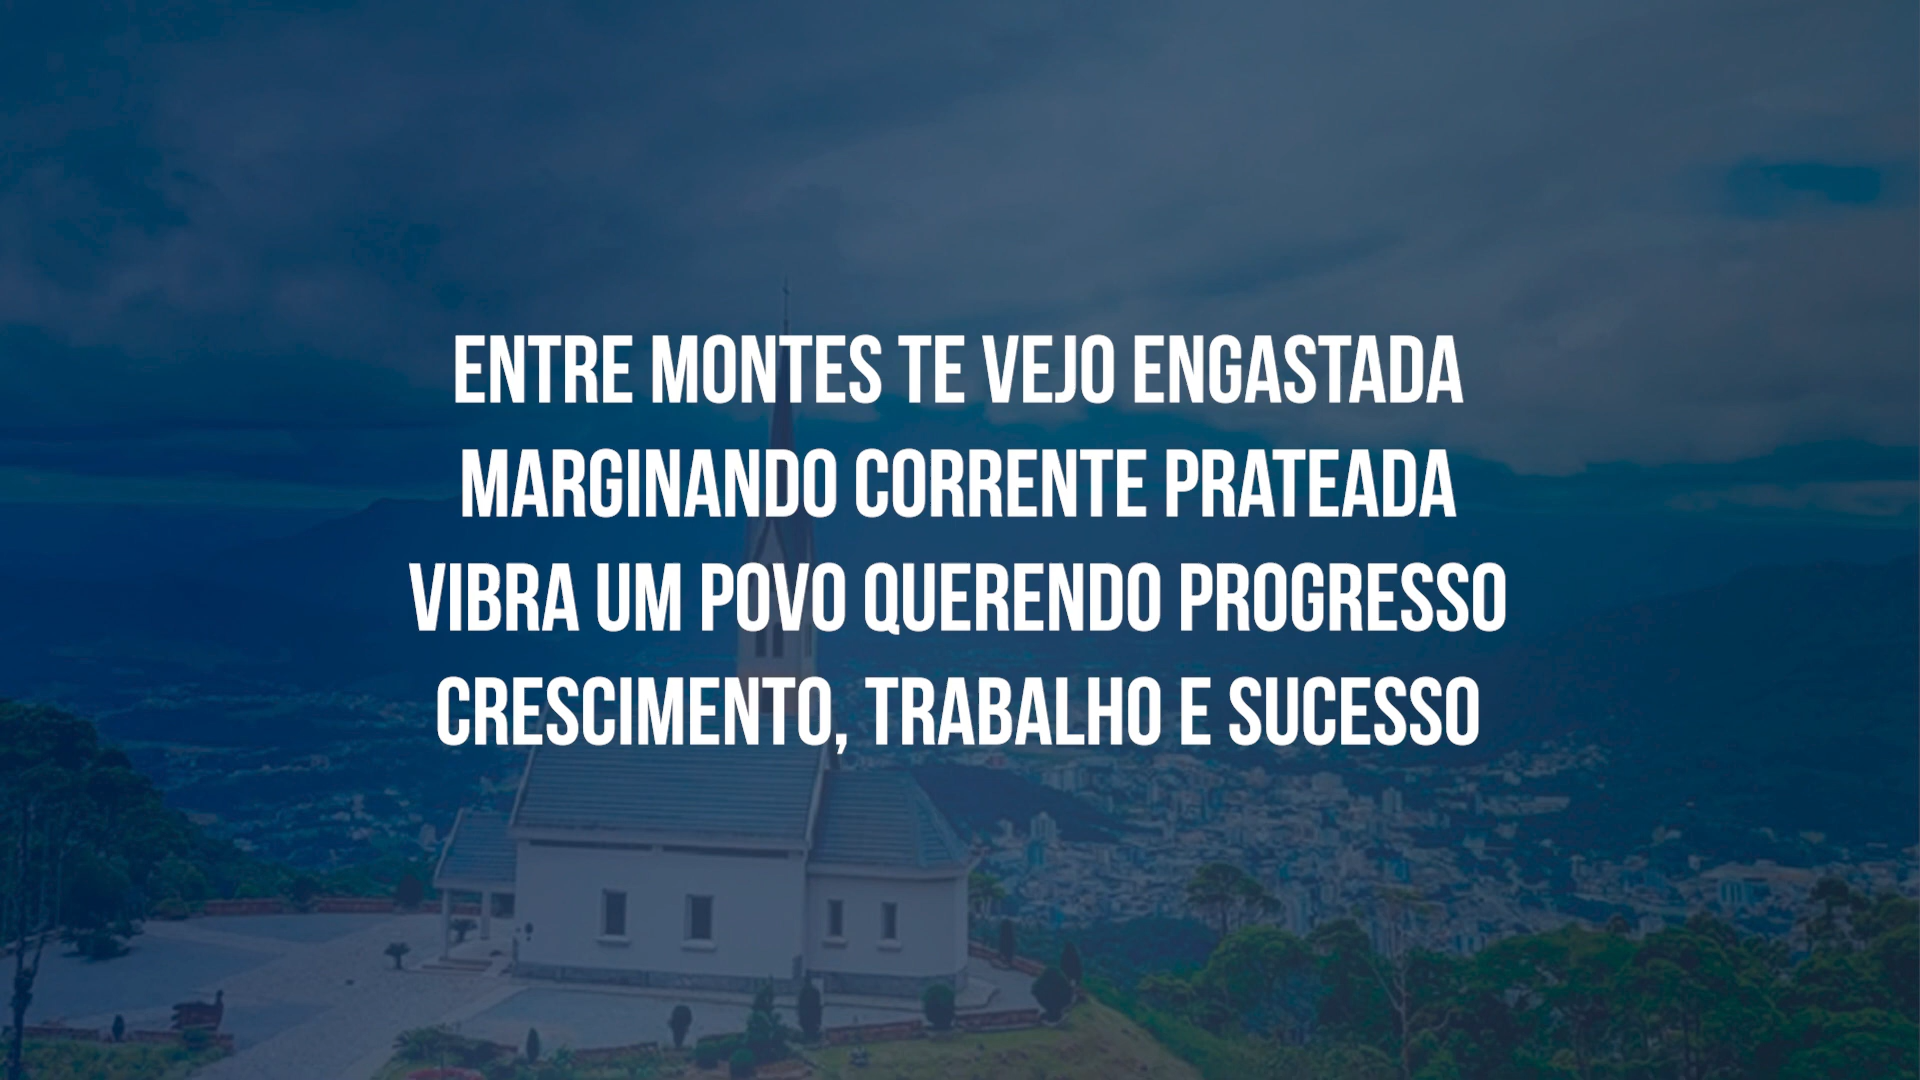 ENTRE MONTES TE VEJO ENGASTADA
MARGINANDO CORRENTE PRATEADA
VIBRA UM POVO QUERENDO PROGRESSO
CRESCIMENTO, TRABALHO E SUCESSO